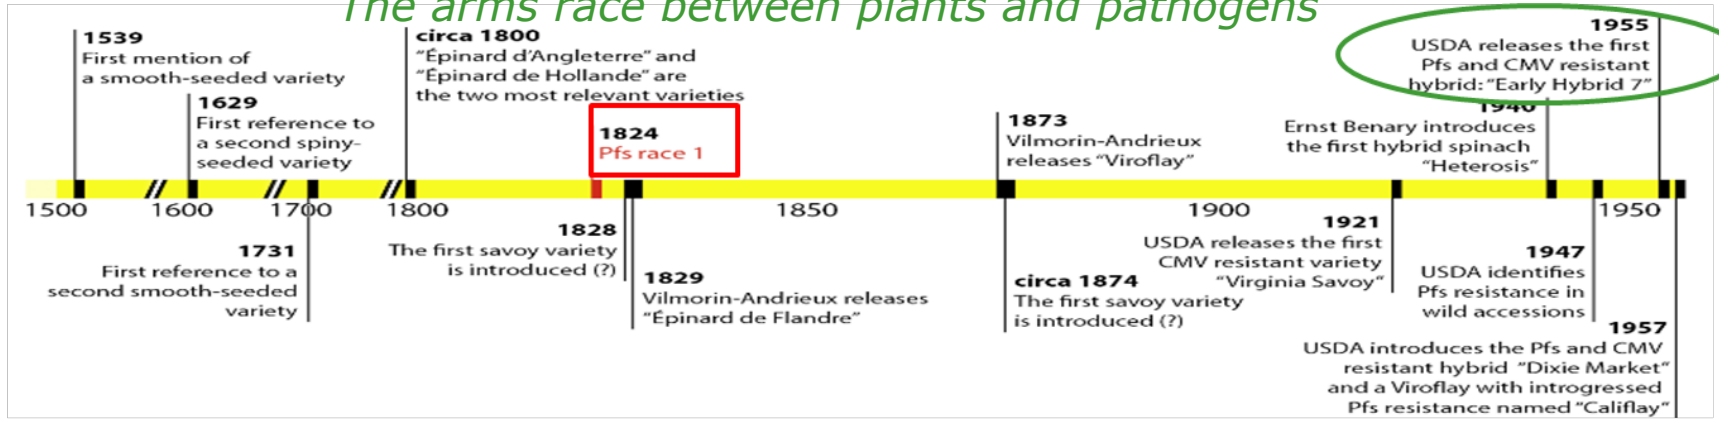 The arms race between plants and pathogens
1539
First mention of
a smooth-seeded variety
1629
First reference to
a second spiny-
seeded variety
circa 1800
“Épinard d’Angleterre” and
“Épinard de Hollande” are
the two most relevant varieties
1824
Pfs race 1
1873
Vilmorin-Andrieux
releases “Viroflay”
1940
Ernst Benary introduces
the first hybrid spinach
“Heterosis”
1955
USDA releases the first
Pfs and CMV resistant
hybrid: “Early Hybrid 7”
1500 1600 1700 1800 1850 1900 1950
1731
First reference to a
second smooth-seeded
variety
1828
The first savoy variety
is introduced (?)
1829
Vilmorin-Andrieux releases
“Épinard de Flandre”
circa 1874
The first savoy variety
is introduced (?)
1921
USDA releases the first
CMV resistant variety
“Virginia Savoy”
1947
USDA identifies
Pfs resistance in
wild accessions
1957
USDA introduces the Pfs and CMV
resistant hybrid “Dixie Market”
and a Viroflay with introgressed
Pfs resistance named “Califlay”